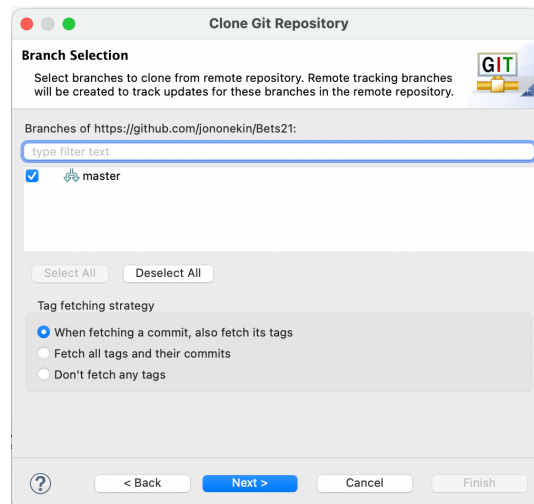 Clone Git Repository
Branch Selection
Select branches to clone from remote repository. Remote tracking branches
will be created to track updates for these branches in the remote repository.
GIT
Branches of https://github.com/jononekin/Bets21:
type filter text
master
Select All
Deselect All
Tag fetching strategy
When fetching a commit, also fetch its tags
Fetch all tags and their commits
Don't fetch any tags
?
< Back
Next >
Cancel
Finish